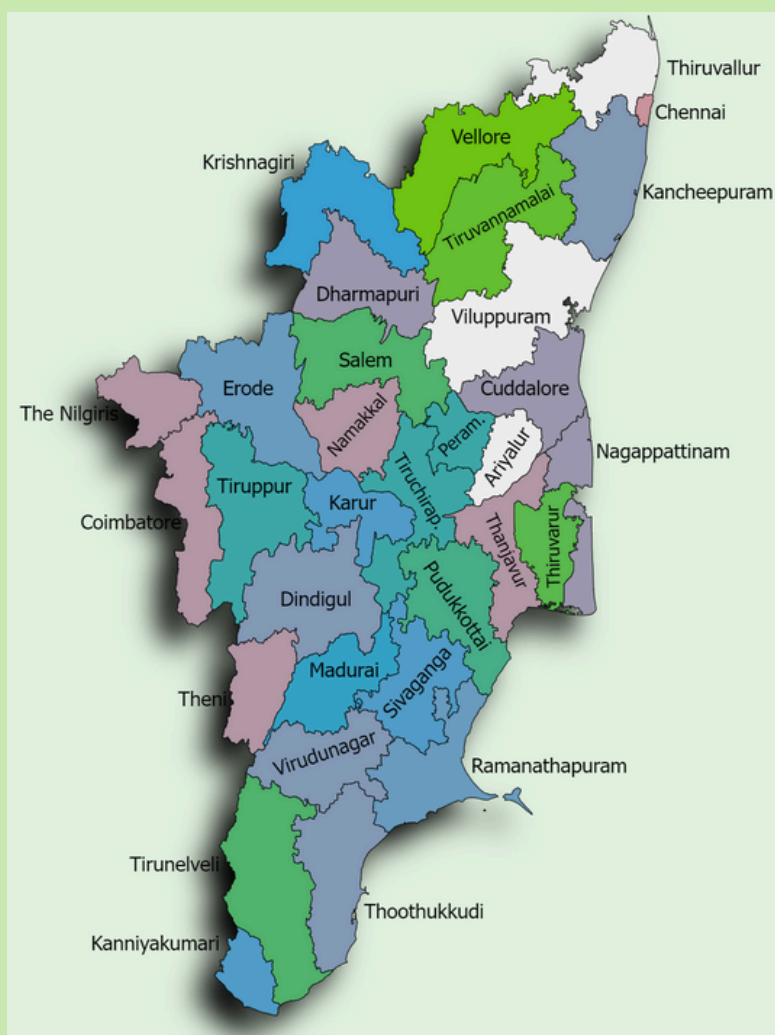 Thiruvallur
Chennai
Vellore
Krishnagiri
Kancheepuram
Tiruvannamalai
Dharmapuri
Viluppuram
Salem
Erode
Cuddalore
The Nilgiris
Namakkal
Peram.
Ariyalur
Nagappattinam
Tiruppur
Tiruchirap.
Karur
Coimbatore
Thanjavur
Thiruvarur
Dindigul
Pudukkottai
Madurai
Sivaganga
Theni
Virudunagar
Ramanathapuram
Tirunelveli
Thoothukkudi
Kanniyakumari